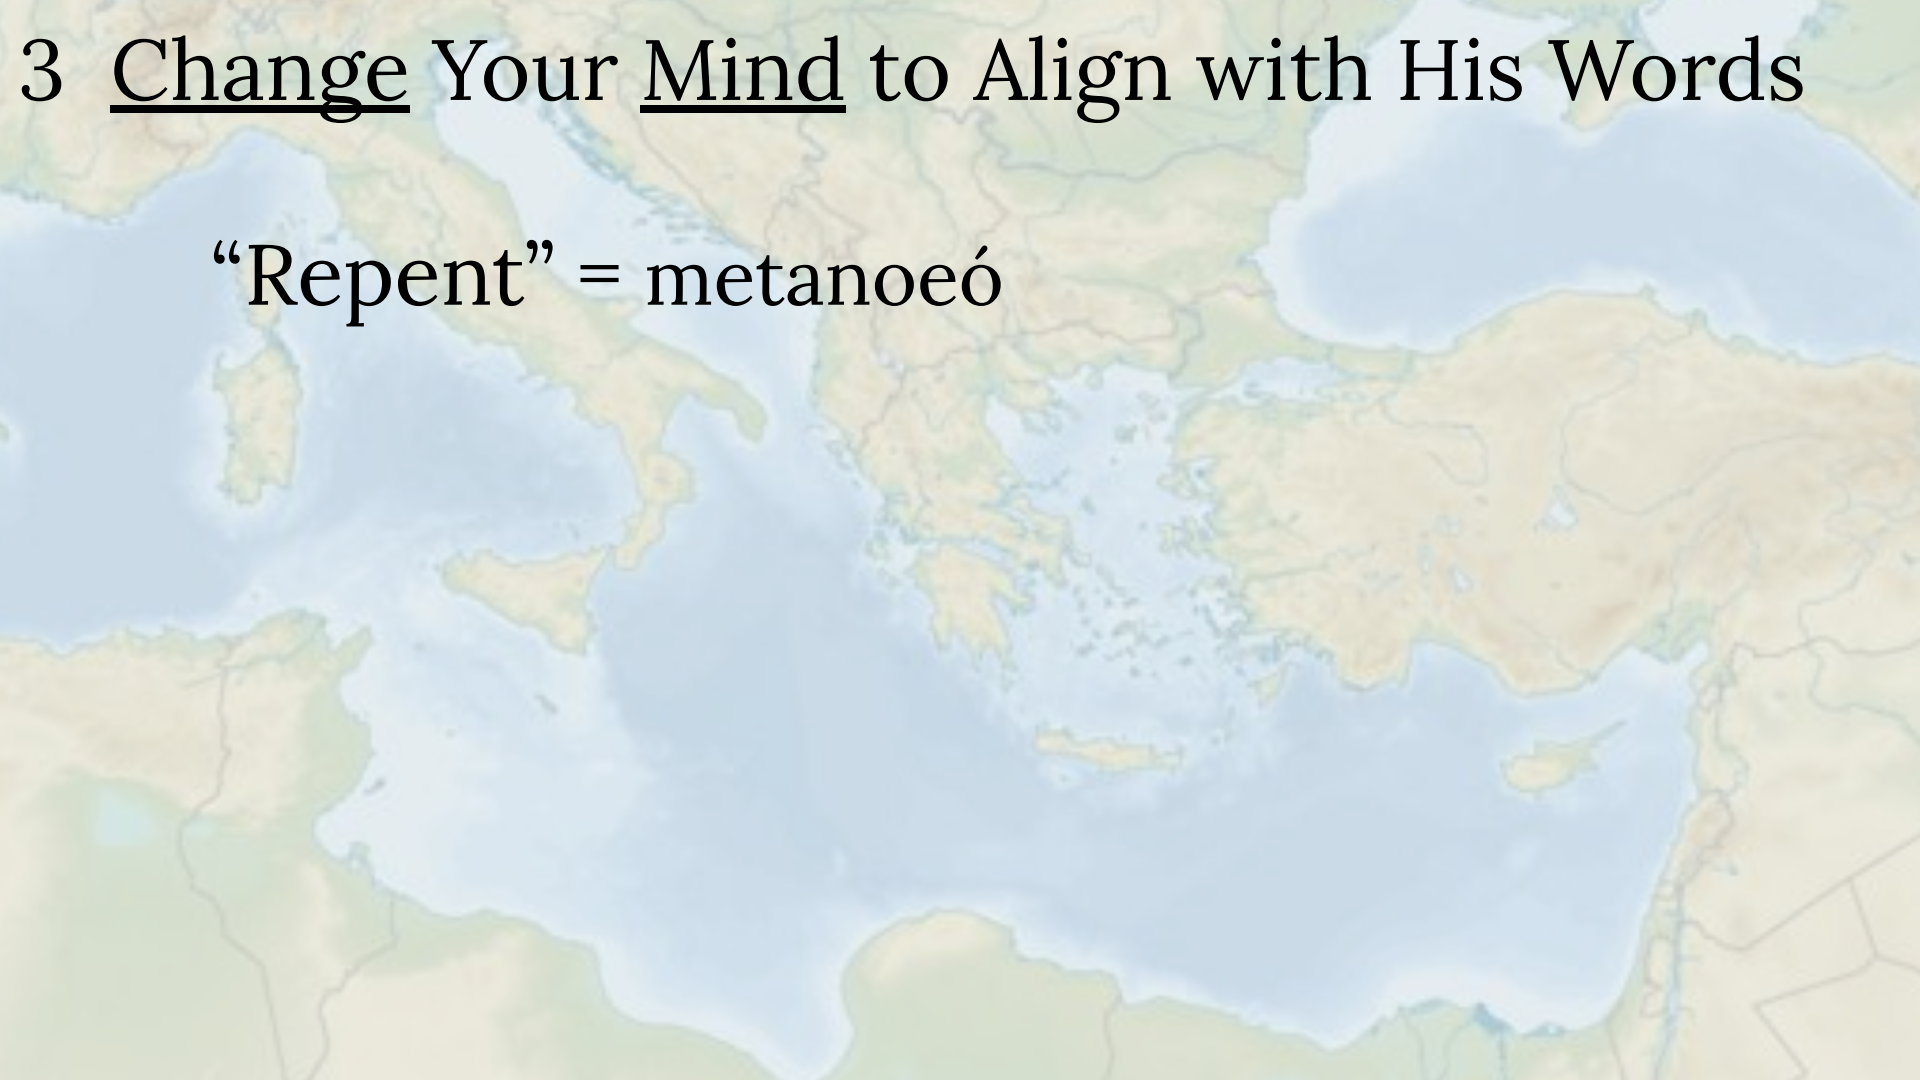 3 Change Your Mind to Align with His Words
“Repent” = metanoeó